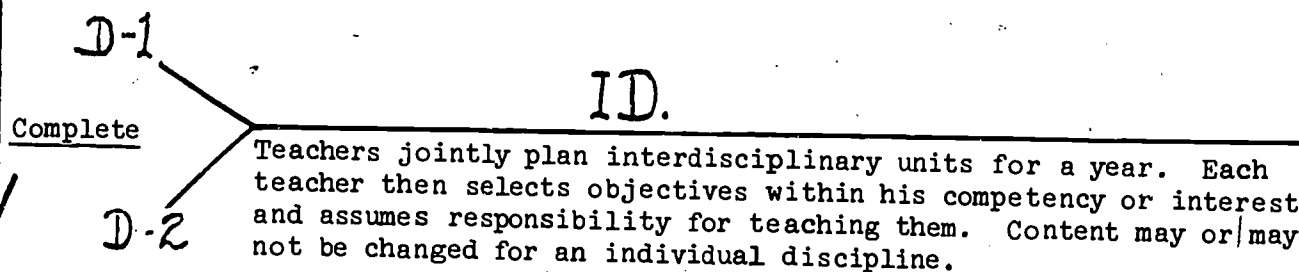 D-1
ID.
Complete
Teachers jointly plan interdisciplinary units for a year. Each
teacher then selects objectives within his competency or interest
and assumes responsibility for teaching them. Content may or may
not be changed for an individual discipline.
D-2